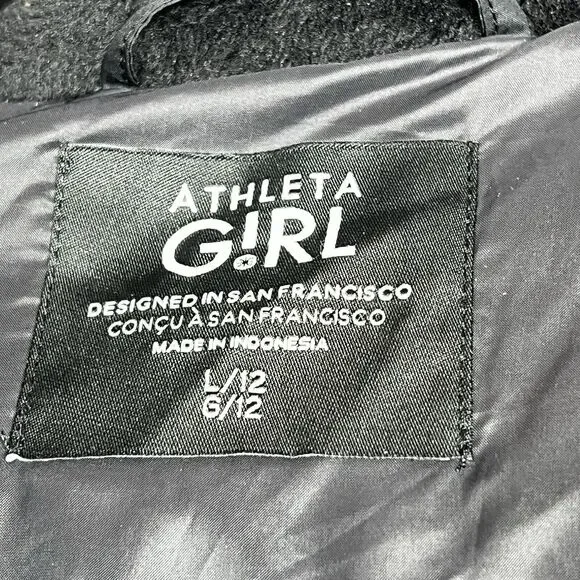 ATHLETA
G!RL
DESIGNED IN SAN FRANCISCO
CONÇU À SAN FRANCISCO
MADE IN INDONESIA
L/12
G/12